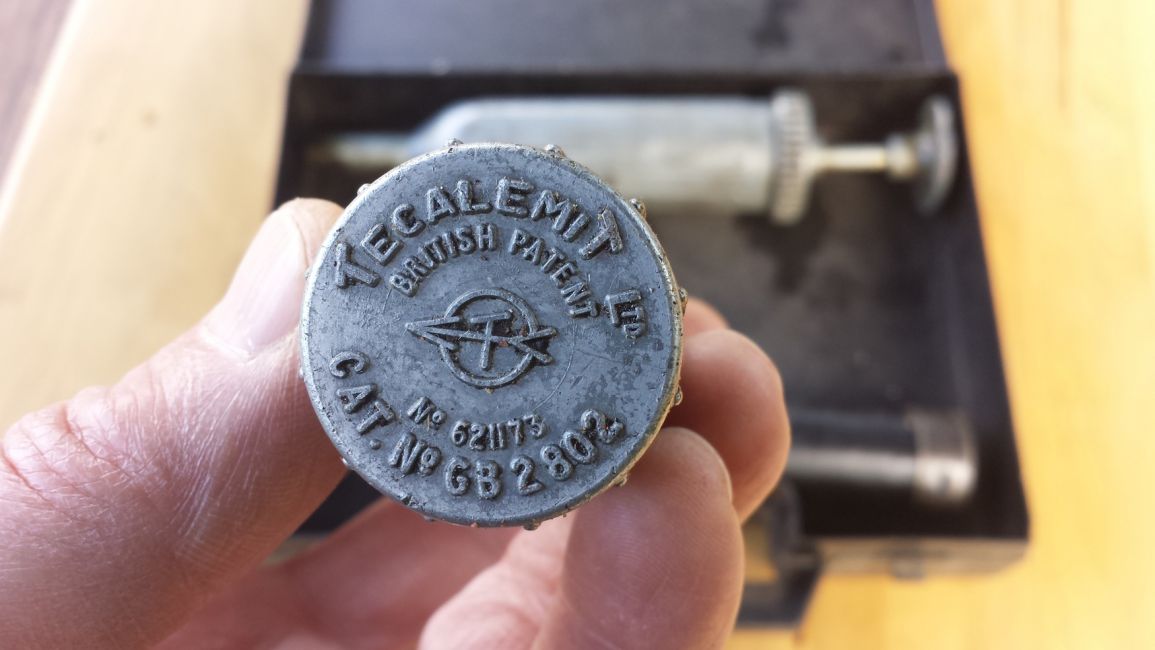 TECALEMIT LTD.
BRITISH PATENT
Nº 621173
CAT. Nº GB 2802